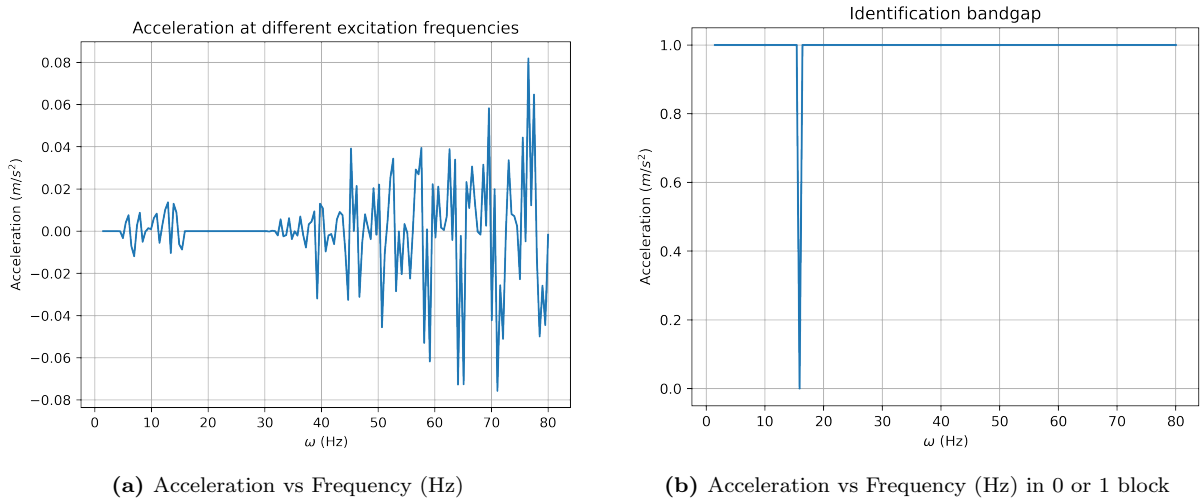 Acceleration at different excitation frequencies
Acceleration (m/s²)
0.08
0.06
0.04
0.02
0.00
−0.02
−0.04
−0.06
−0.08
0 10 20 30 40 50 60 70 80
ω (Hz)
(a) Acceleration vs Frequency (Hz)
Identification bandgap
Acceleration (m/s²)
1.0
0.8
0.6
0.4
0.2
0.0
0 10 20 30 40 50 60 70 80
ω (Hz)
(b) Acceleration vs Frequency (Hz) in 0 or 1 block